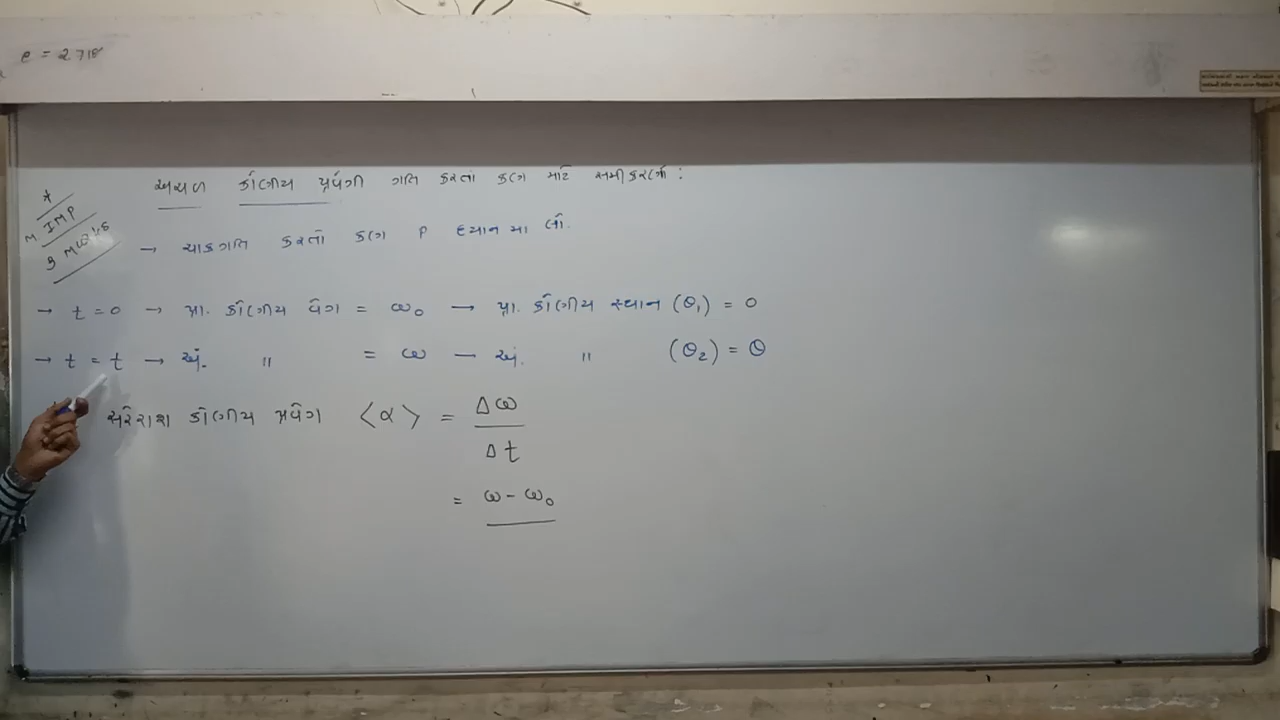 e = 2.718
અચળ કોણીય પ્રવેગી ગતિ કરતા કણ માટે સમીકરણો :
* M IMP
3 Marks
→ ચાકગતિ કરતાં કણ P ધ્યાન મા લો.
→ t = 0 → પ્રા. કોણીય વેગ = ω₀ → પ્રા. કોણીય સ્થાન (θ₁) = 0
→ t = t → અં. " = ω — અં. " (θ₂) = θ
સરેરાશ કોણીય પ્રવેગ <α> = Δω / Δt
= ω - ω₀